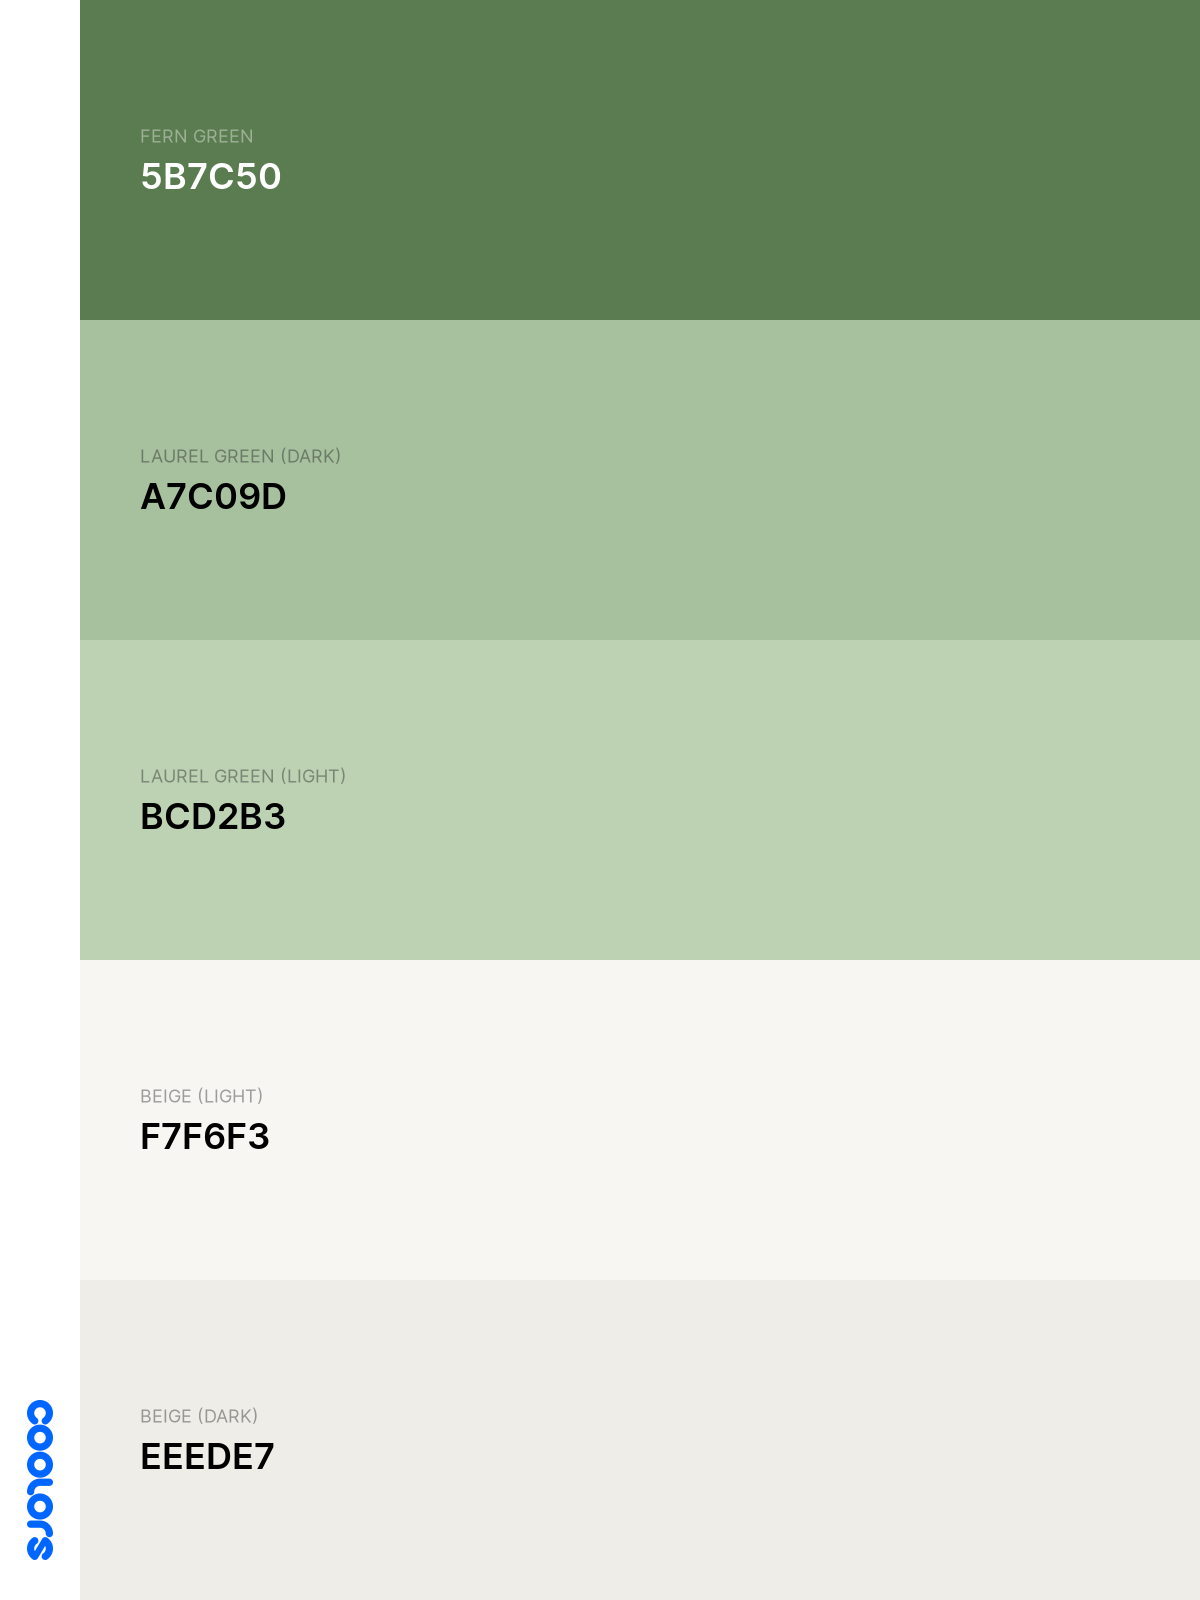 FERN GREEN
5B7C50
LAUREL GREEN (DARK)
A7C09D
LAUREL GREEN (LIGHT)
BCD2B3
BEIGE (LIGHT)
F7F6F3
BEIGE (DARK)
EEEDE7
coolors